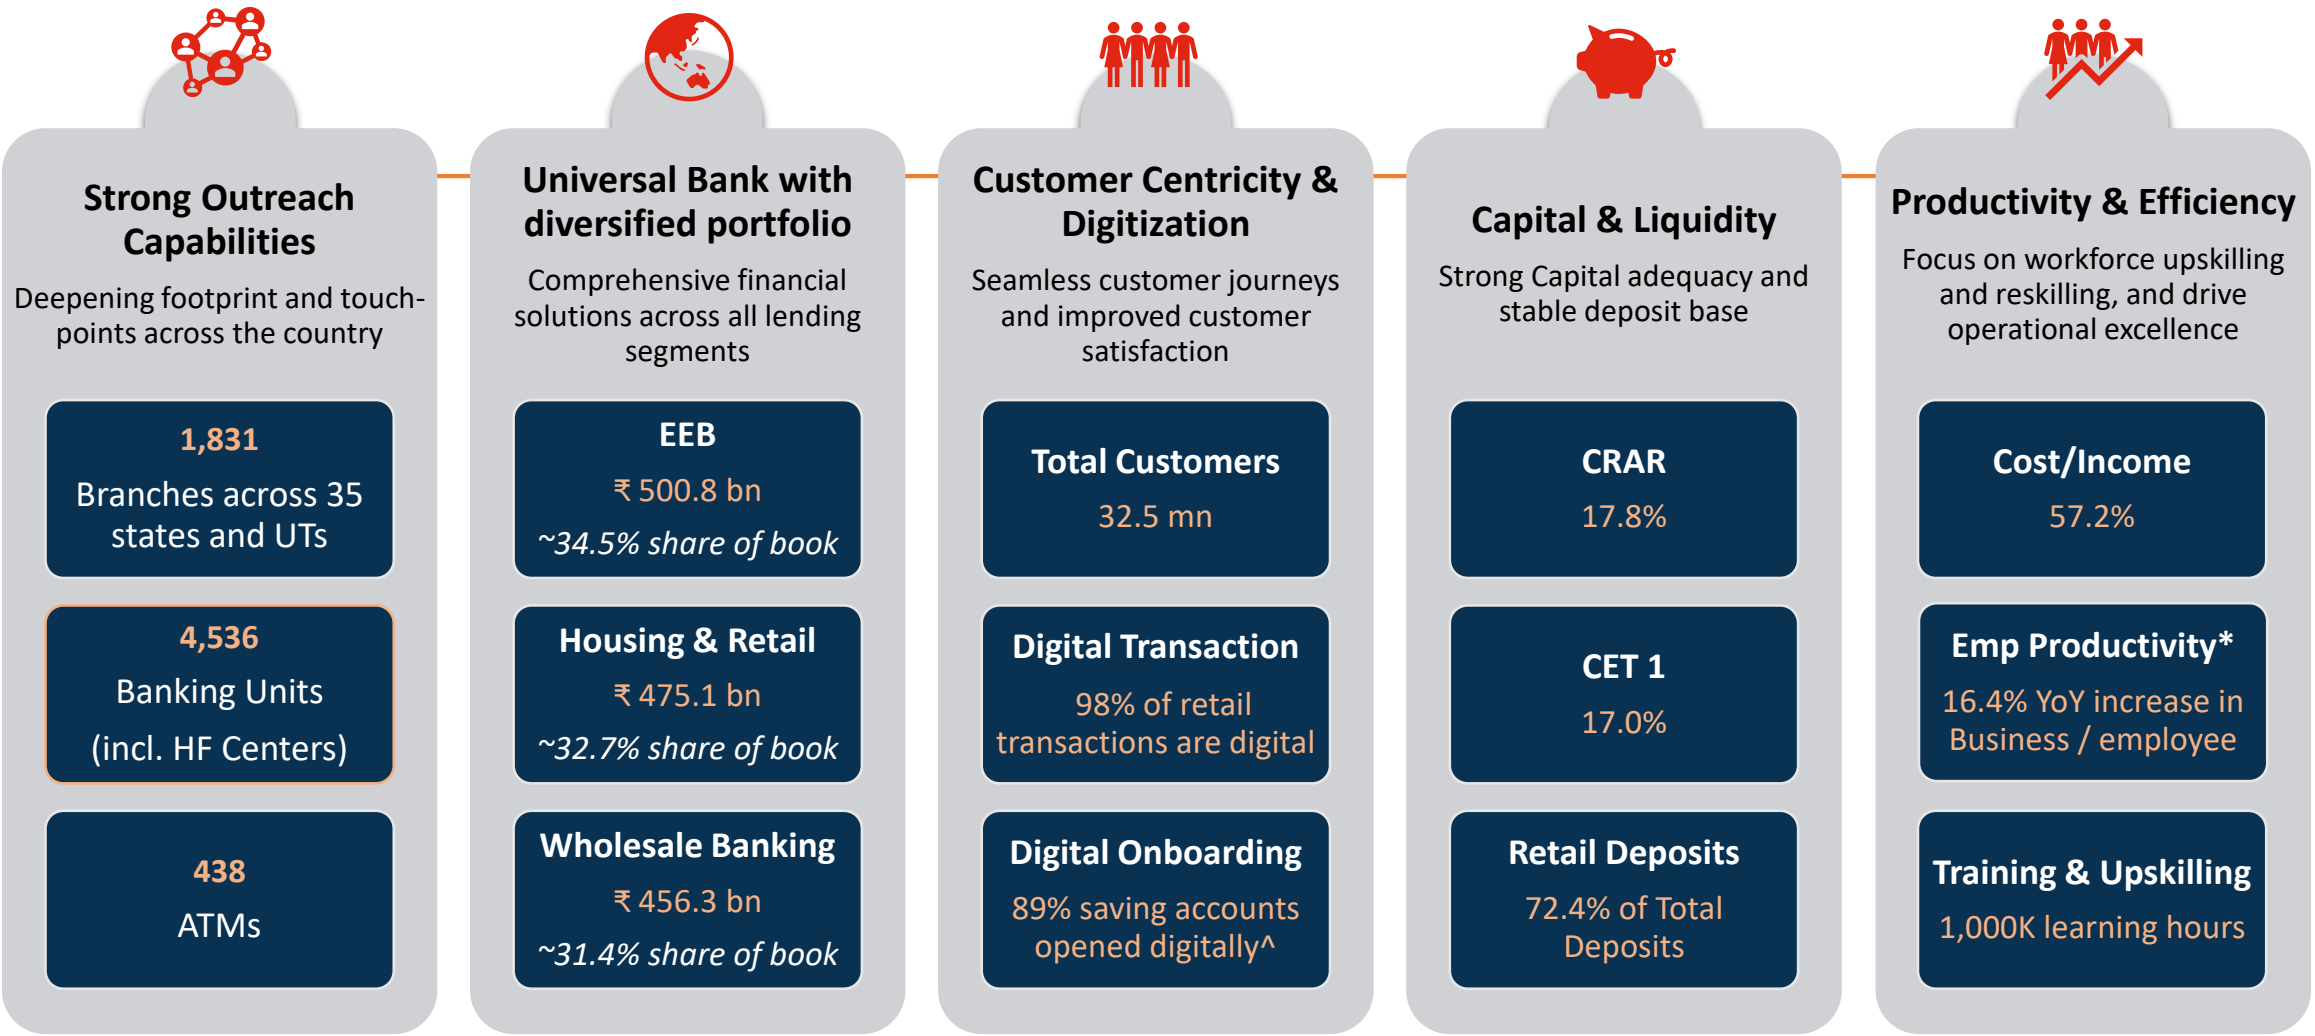 Strong Outreach
Capabilities
Deepening footprint and touch-
points across the country
1,831
Branches across 35
states and UTs
4,536
Banking Units
(incl. HF Centers)
438
ATMs
Universal Bank with
diversified portfolio
Comprehensive financial
solutions across all lending
segments
EEB
₹ 500.8 bn
~34.5% share of book
Housing & Retail
₹ 475.1 bn
~32.7% share of book
Wholesale Banking
₹ 456.3 bn
~31.4% share of book
Customer Centricity &
Digitization
Seamless customer journeys
and improved customer
satisfaction
Total Customers
32.5 mn
Digital Transaction
98% of retail
transactions are digital
Digital Onboarding
89% saving accounts
opened digitally^
Capital & Liquidity
Strong Capital adequacy and
stable deposit base
CRAR
17.8%
CET 1
17.0%
Retail Deposits
72.4% of Total
Deposits
Productivity & Efficiency
Focus on workforce upskilling
and reskilling, and drive
operational excellence
Cost/Income
57.2%
Emp Productivity*
16.4% YoY increase in
Business / employee
Training & Upskilling
1,000K learning hours